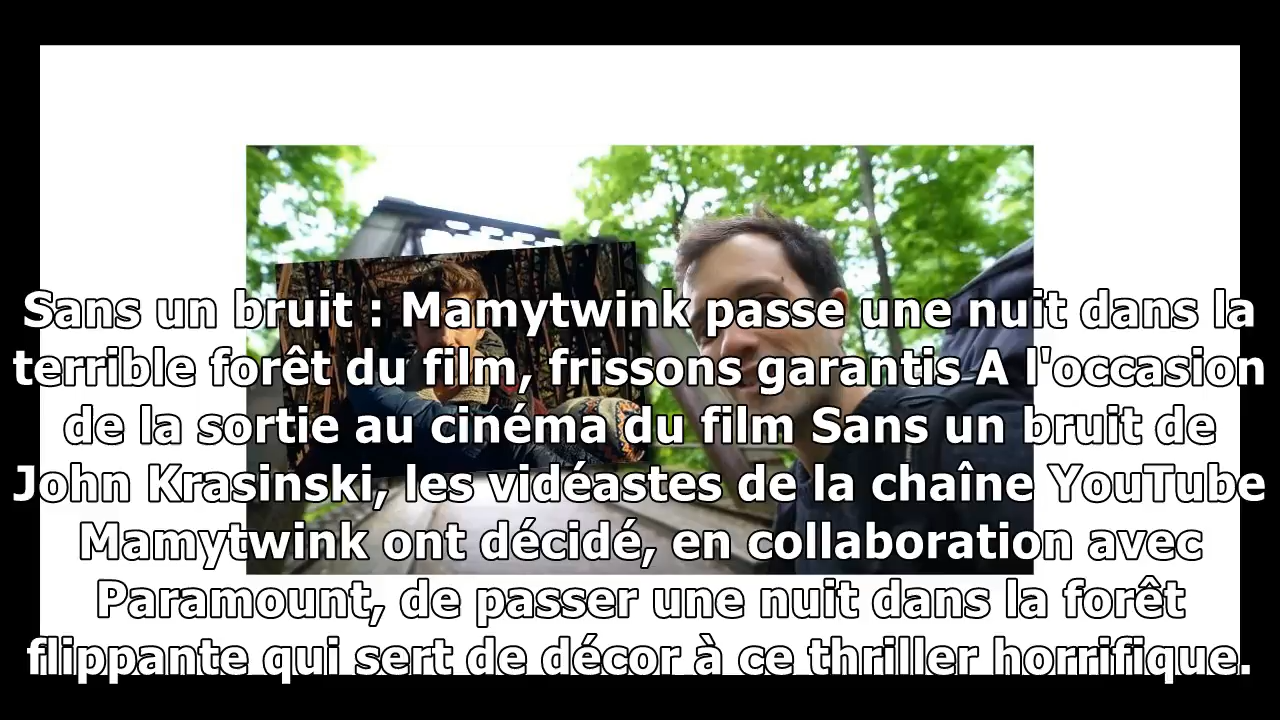 Sans un bruit : Mamytwink passe une nuit dans la
terrible forêt du film, frissons garantis A l'occasion
de la sortie au cinéma du film Sans un bruit de
John Krasinski, les vidéastes de la chaîne YouTube
Mamytwink ont décidé, en collaboration avec
Paramount, de passer une nuit dans la forêt
flippante qui sert de décor à ce thriller horrifique.